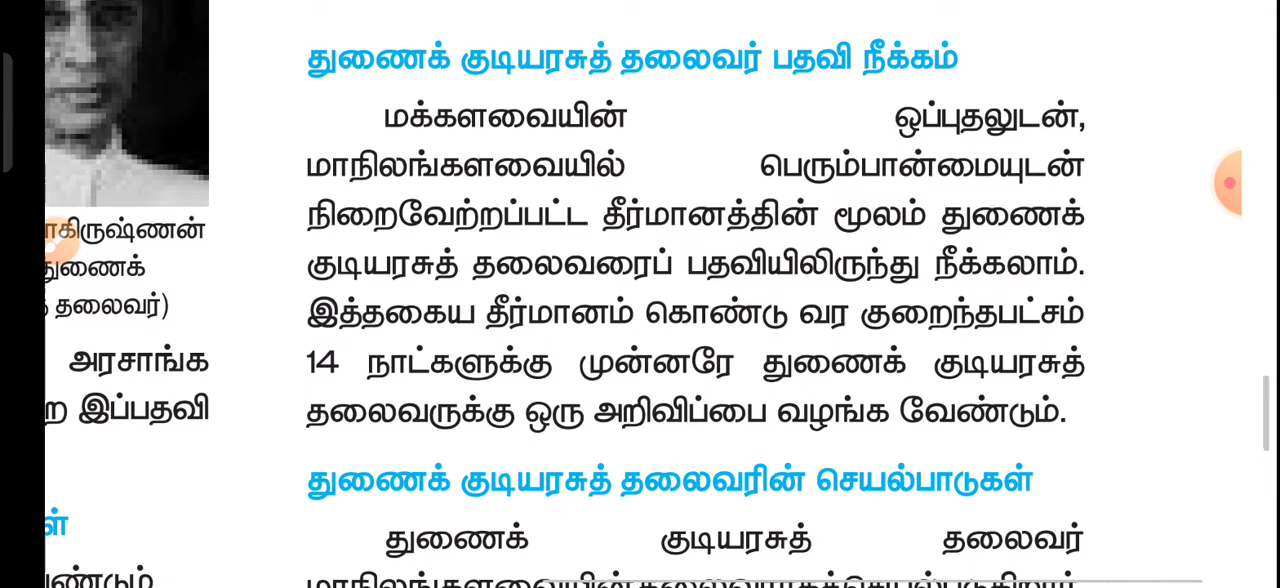 துணைக்
தலைவர்)
அரசாங்க
இப்பதவி
துணைக் குடியரசுத் தலைவர் பதவி நீக்கம்
மக்களவையின் ஒப்புதலுடன்,
மாநிலங்களவையில் பெரும்பான்மையுடன்
நிறைவேற்றப்பட்ட தீர்மானத்தின் மூலம் துணைக்
குடியரசுத் தலைவரைப் பதவியிலிருந்து நீக்கலாம்.
இத்தகைய தீர்மானம் கொண்டு வர குறைந்தபட்சம்
14 நாட்களுக்கு முன்னரே துணைக் குடியரசுத்
தலைவருக்கு ஒரு அறிவிப்பை வழங்க வேண்டும்.
துணைக் குடியரசுத் தலைவரின் செயல்பாடுகள்
துணைக் குடியரசுத் தலைவர்